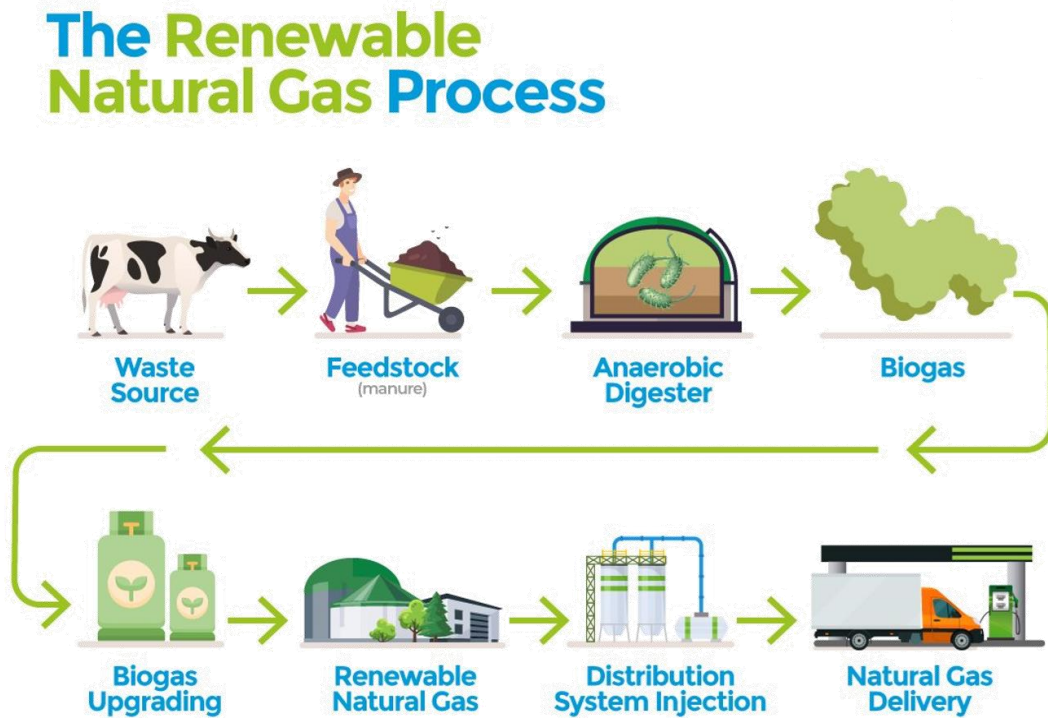 The Renewable
Natural Gas Process
Waste
Source
Feedstock
(manure)
Anaerobic
Digester
Biogas
Biogas
Upgrading
Renewable
Natural Gas
Distribution
System Injection
Natural Gas
Delivery